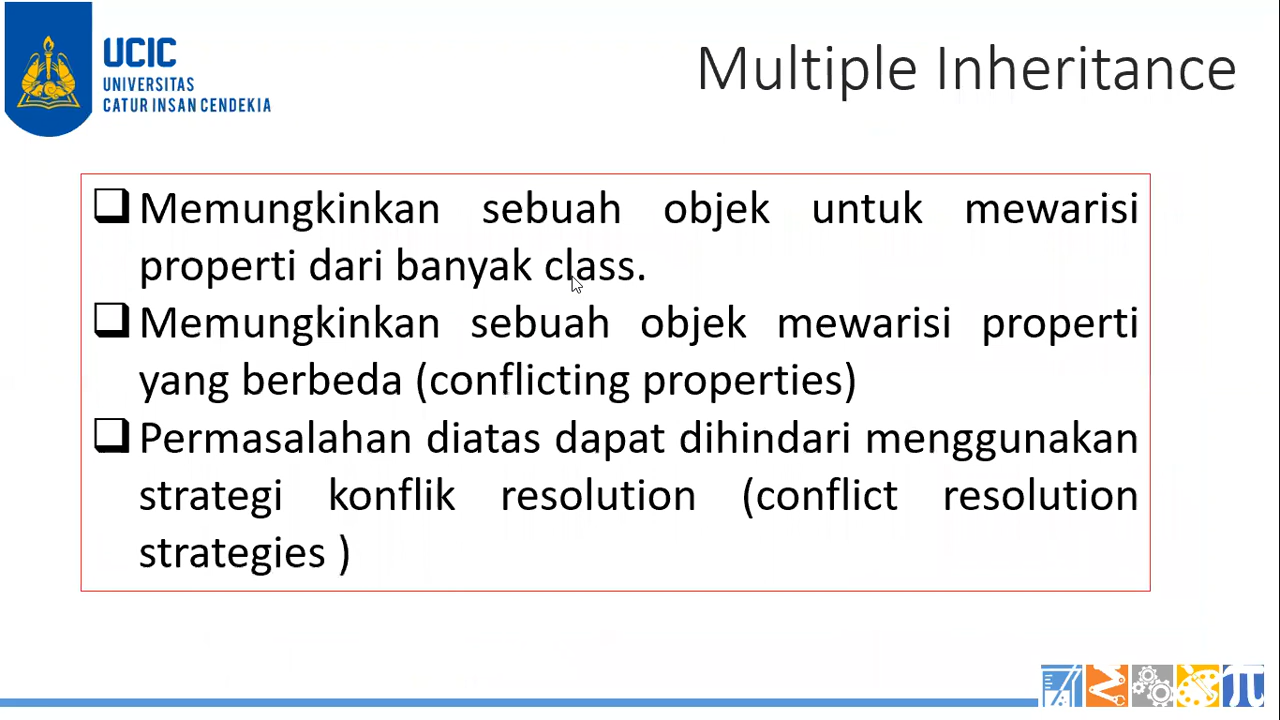 UCIC
UNIVERSITAS
CATUR INSAN CENDEKIA
Multiple Inheritance
Memungkinkan sebuah objek untuk mewarisi
properti dari banyak class.
Memungkinkan sebuah objek mewarisi properti
yang berbeda (conflicting properties)
Permasalahan diatas dapat dihindari menggunakan
strategi konflik resolution (conflict resolution
strategies )